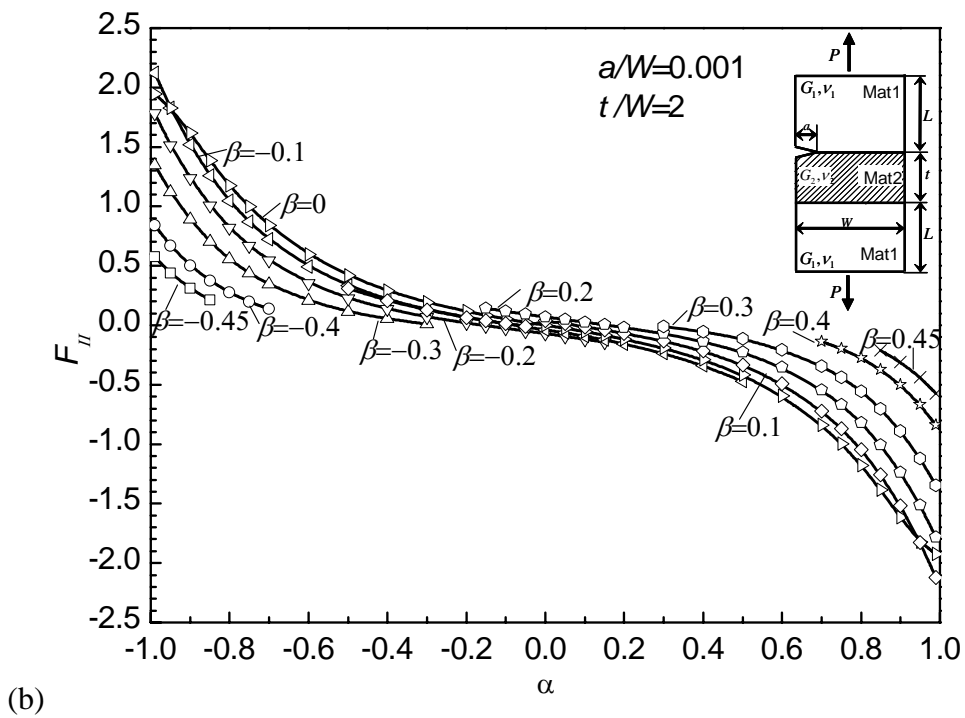 2.5
2.0
1.5
1.0
0.5
0.0
-0.5
-1.0
-1.5
-2.0
-2.5
F_II
-1.0 -0.8 -0.6 -0.4 -0.2 0.0 0.2 0.4 0.6 0.8 1.0
α
a/W=0.001
t/W=2
β=−0.1
β=0
β=0.2
β=0.3
β=0.4
β=0.45
β=−0.45
β=−0.4
β=−0.3
β=−0.2
β=0.1
P
G₁,ν₁ Mat1
L
a
G₂,ν₂ Mat2
t
W
L
G₁,ν₁ Mat1
P
(b)